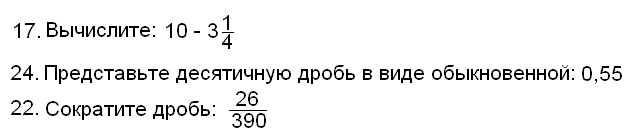 17. Вычислите: 10 - 3 1/4
24. Представьте десятичную дробь в виде обыкновенной: 0,55
22. Сократите дробь: 26/390